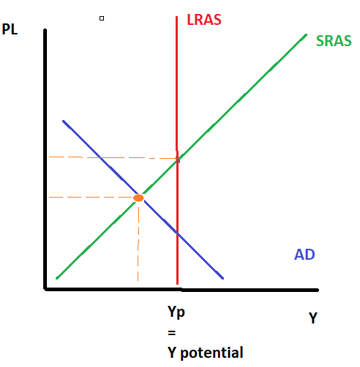 LRAS
PL
SRAS
AD
Yp
Y
=
Y potential